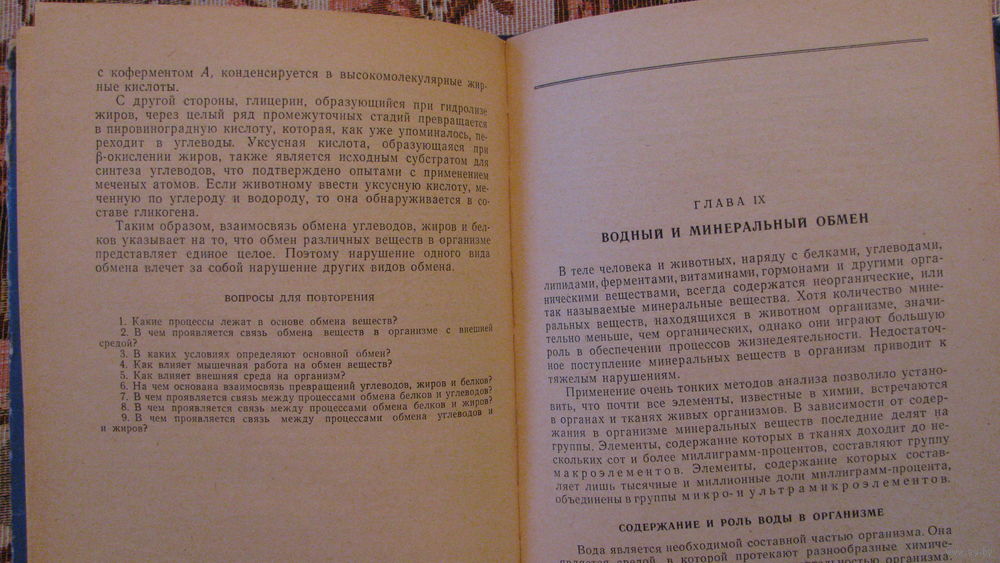 с коферментом А, конденсируется в высокомолекулярные жир-
ные кислоты.
С другой стороны, глицерин, образующийся при гидролизе
жиров, через целый ряд промежуточных стадий превращается
в пировиноградную кислоту, которая, как уже упоминалось, пе-
реходит в углеводы. Уксусная кислота, образующаяся при
β-окислении жиров, также является исходным субстратом для
синтеза углеводов, что подтверждено опытами с применением
меченых атомов. Если животному ввести уксусную кислоту, ме-
ченную по углероду и водороду, то она обнаруживается в со-
ставе гликогена.
Таким образом, взаимосвязь обмена углеводов, жиров и бел-
ков указывает на то, что обмен различных веществ в организме
представляет единое целое. Поэтому нарушение одного вида
обмена влечет за собой нарушение других видов обмена.
ВОПРОСЫ ДЛЯ ПОВТОРЕНИЯ
1. Какие процессы лежат в основе обмена веществ?
2. В чем проявляется связь обмена веществ в организме с внешней
средой?
3. В каких условиях определяют основной обмен?
4. Как влияет мышечная работа на обмен веществ?
5. Как влияет внешняя среда на организм?
6. На чем основана взаимосвязь превращений углеводов, жиров и белков?
7. В чем проявляется связь между процессами обмена белков и углеводов?
8. В чем проявляется связь между процессами обмена белков и жиров?
9. В чем проявляется связь между процессами обмена углеводов и
и жиров?
ГЛАВА IX
ВОДНЫЙ И МИНЕРАЛЬНЫЙ ОБМЕН
В теле человека и животных, наряду с белками, углеводами,
липидами, ферментами, витаминами, гормонами и другими орга-
ническими веществами, всегда содержатся неорганические, или
так называемые минеральные вещества. Хотя количество мине-
ральных веществ, находящихся в животном организме, значи-
тельно меньше, чем органических, однако они играют большую
роль в обеспечении процессов жизнедеятельности. Недостаточ-
ное поступление минеральных веществ в организм приводит к
тяжелым нарушениям.
Применение очень тонких методов анализа позволило устано-
вить, что почти все элементы, известные в химии, встречаются
в органах и тканях живых организмов. В зависимости от содер-
жания в организме минеральных веществ последние делят на
группы. Элементы, содержание которых в тканях доходит до не-
скольких сот и более миллиграмм-процентов, составляют группу
макроэлементов. Элементы, содержание которых состав-
ляет лишь тысячные и миллионные доли миллиграмм-процента,
объединены в группы микро- и ультрамикроэлементов.
СОДЕРЖАНИЕ И РОЛЬ ВОДЫ В ОРГАНИЗМЕ
Вода является необходимой составной частью организма. Она
является средой, в которой протекают разнообразные химиче-